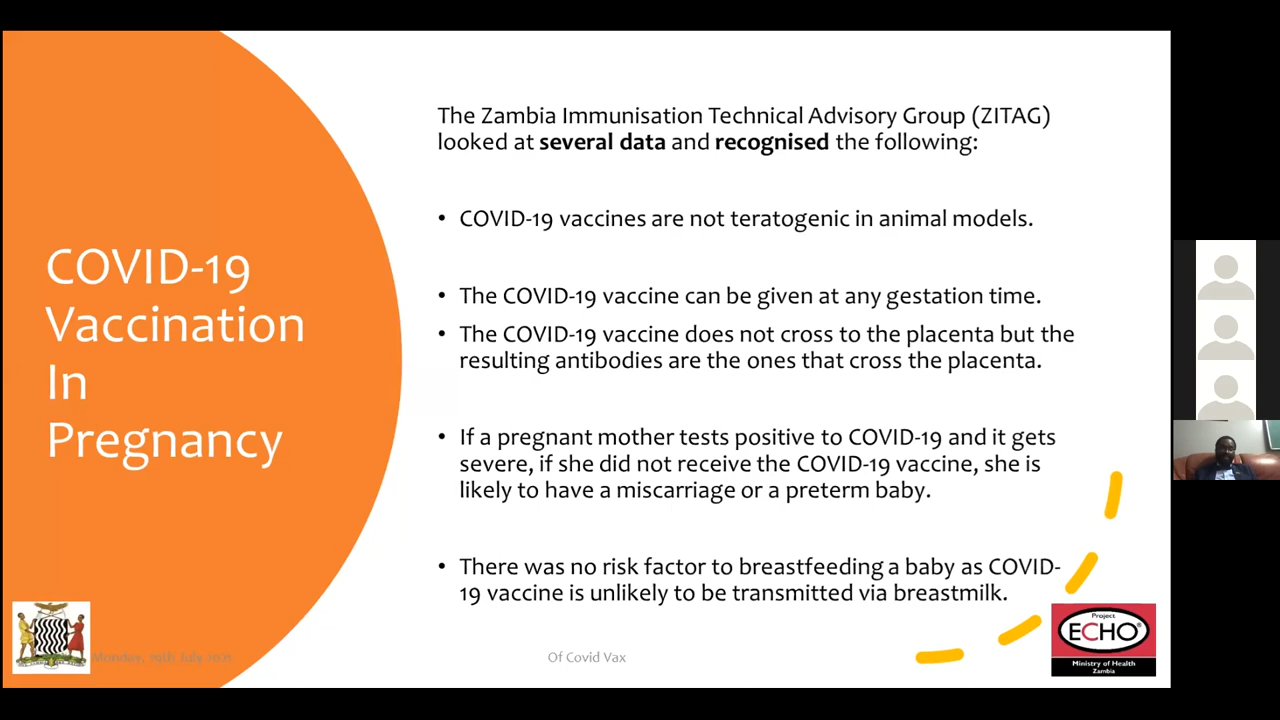 COVID-19
Vaccination
In
Pregnancy
The Zambia Immunisation Technical Advisory Group (ZITAG)
looked at several data and recognised the following:
• COVID-19 vaccines are not teratogenic in animal models.
• The COVID-19 vaccine can be given at any gestation time.
• The COVID-19 vaccine does not cross to the placenta but the
resulting antibodies are the ones that cross the placenta.
• If a pregnant mother tests positive to COVID-19 and it gets
severe, if she did not receive the COVID-19 vaccine, she is
likely to have a miscarriage or a preterm baby.
• There was no risk factor to breastfeeding a baby as COVID-
19 vaccine is unlikely to be transmitted via breastmilk.
Monday, July
Of Covid Vax
Project
ECHO®
Ministry of Health
Zambia